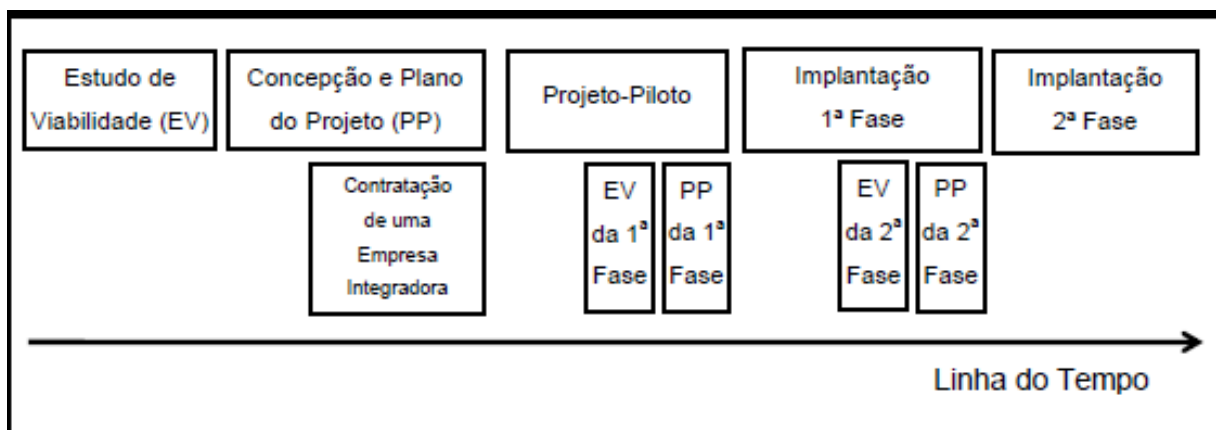 Estudo de
Viabilidade (EV)
Concepção e Plano
do Projeto (PP)
Projeto-Piloto
Implantação
1ª Fase
Implantação
2ª Fase
Contratação
de uma
Empresa
Integradora
EV
da 1ª
Fase
PP
da 1ª
Fase
EV
da 2ª
Fase
PP
da 2ª
Fase
Linha do Tempo